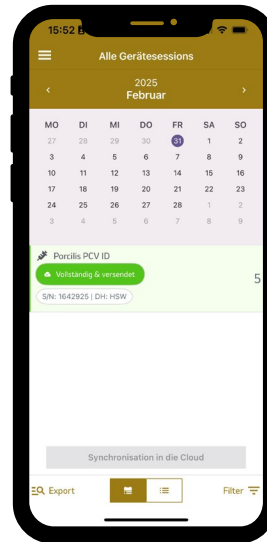 15:52
Alle Gerätesessions
2025
Februar
MO DI MI DO FR SA SO
27 28 29 30 31 1 2
3 4 5 6 7 8 9
10 11 12 13 14 15 16
17 18 19 20 21 22 23
24 25 26 27 28 1 2
3 4 5 6 7 8 9
Porcilis PCV ID
Vollständig & versendet
5
S/N: 1642925 | DH: HSW
Synchronisation in die Cloud
Export
Filter